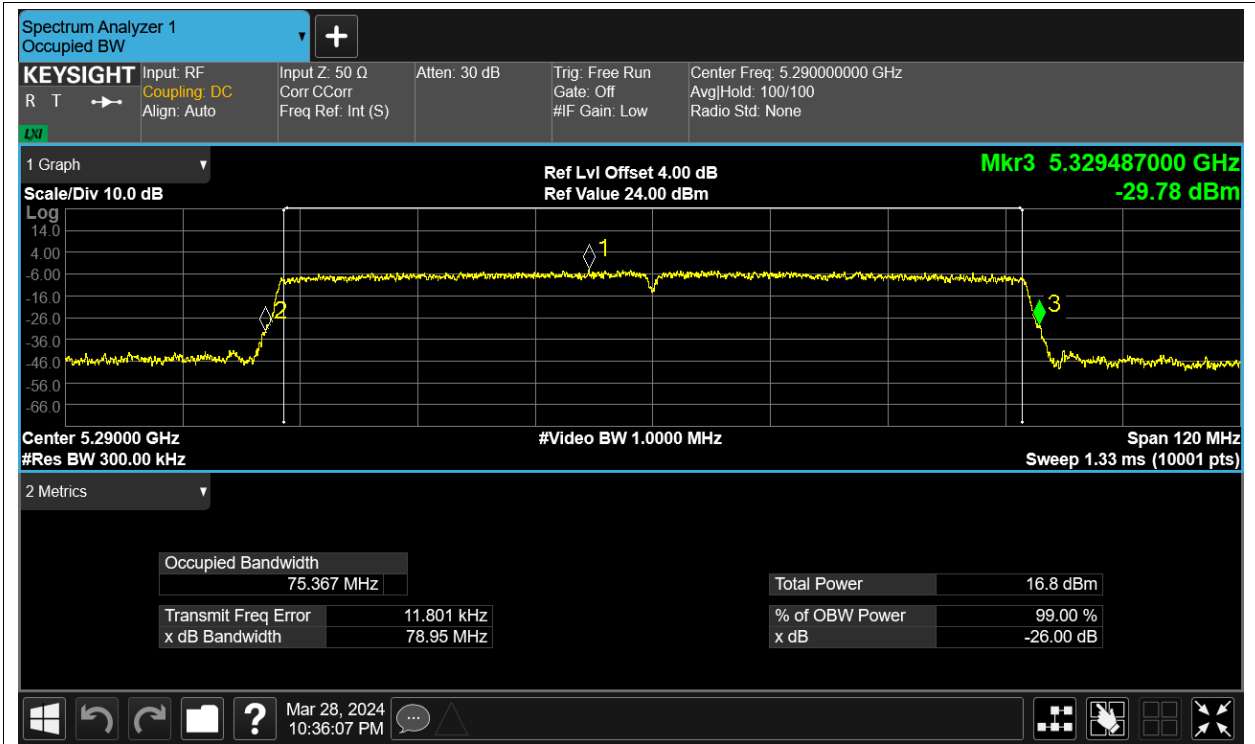 Spectrum Analyzer 1
Occupied BW
+
KEYSIGHT
R T
LXI
Input: RF
Coupling: DC
Align: Auto
Input Z: 50 Ω
Corr CCorr
Freq Ref: Int (S)
Atten: 30 dB
Trig: Free Run
Gate: Off
#IF Gain: Low
Center Freq: 5.290000000 GHz
Avg|Hold: 100/100
Radio Std: None
1 Graph
Scale/Div 10.0 dB
Ref Lvl Offset 4.00 dB
Ref Value 24.00 dBm
Mkr3 5.329487000 GHz
-29.78 dBm
Log
14.0
4.00
-6.00
-16.0
-26.0
-36.0
-46.0
-56.0
-66.0
1
2
3
Center 5.29000 GHz
#Res BW 300.00 kHz
#Video BW 1.0000 MHz
Span 120 MHz
Sweep 1.33 ms (10001 pts)
2 Metrics
Occupied Bandwidth
75.367 MHz
Transmit Freq Error 11.801 kHz
x dB Bandwidth 78.95 MHz
Total Power 16.8 dBm
% of OBW Power 99.00 %
x dB -26.00 dB
?
Mar 28, 2024
10:36:07 PM